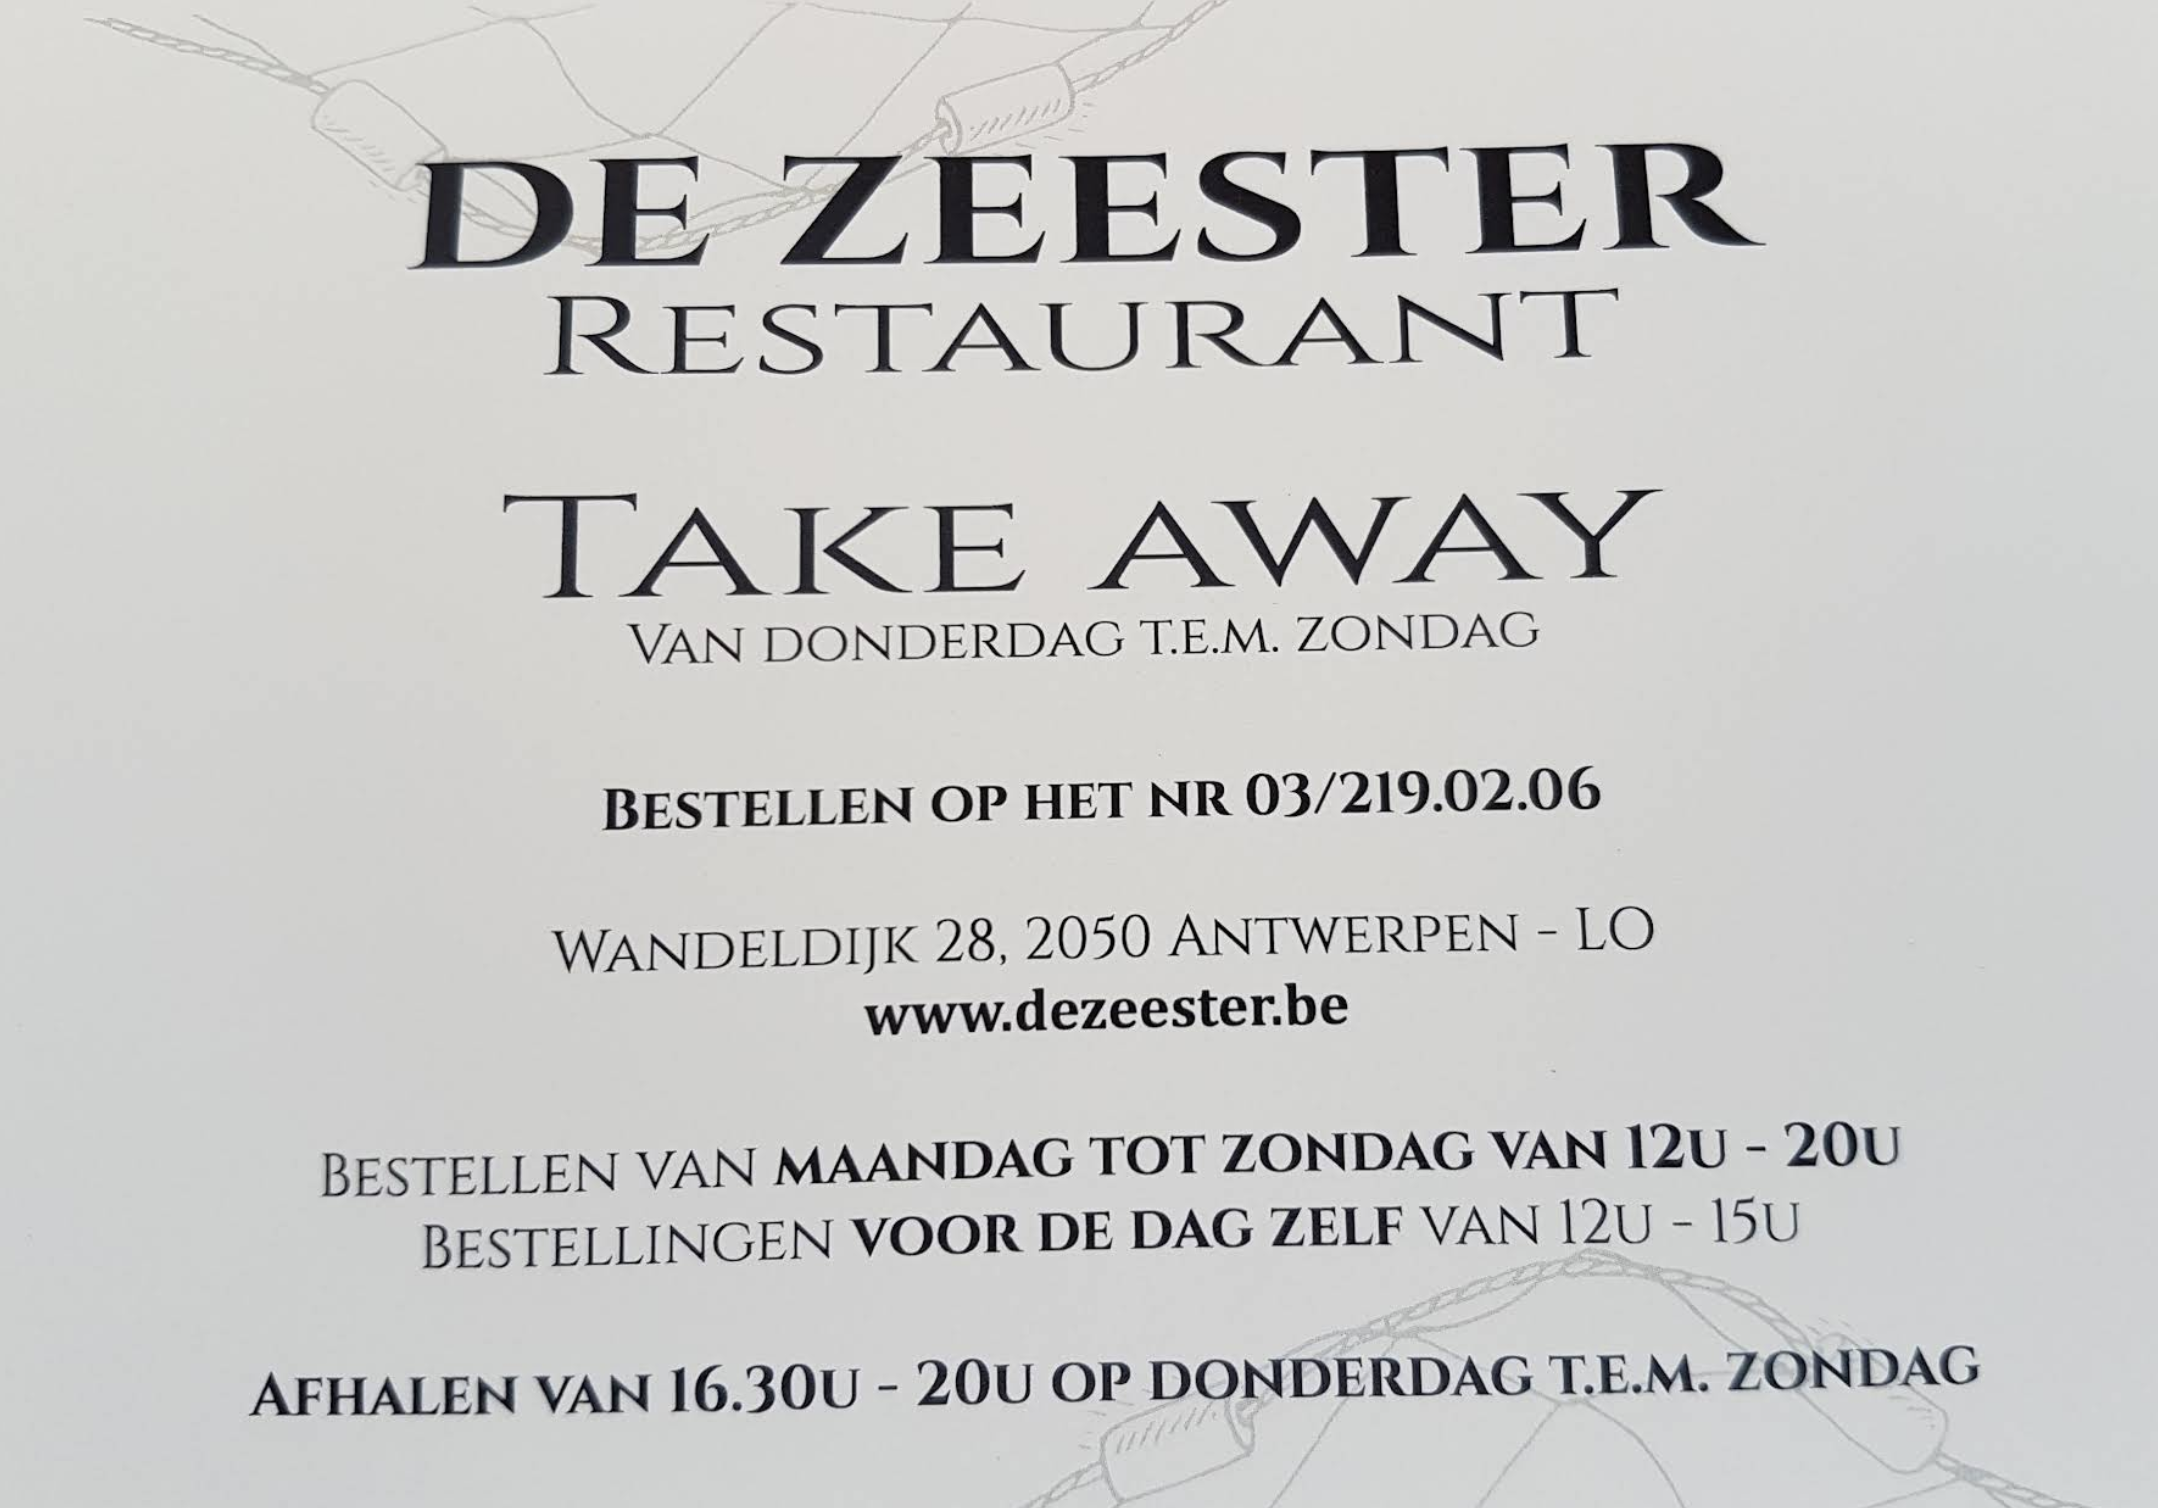 DE ZEESTER
RESTAURANT
TAKE AWAY
VAN DONDERDAG T.E.M. ZONDAG
BESTELLEN OP HET NR 03/219.02.06
WANDELDIJK 28, 2050 ANTWERPEN - LO
www.dezeester.be
BESTELLEN VAN MAANDAG TOT ZONDAG VAN 12U - 20U
BESTELLINGEN VOOR DE DAG ZELF VAN 12U - 15U
AFHALEN VAN 16.30U - 20U OP DONDERDAG T.E.M. ZONDAG